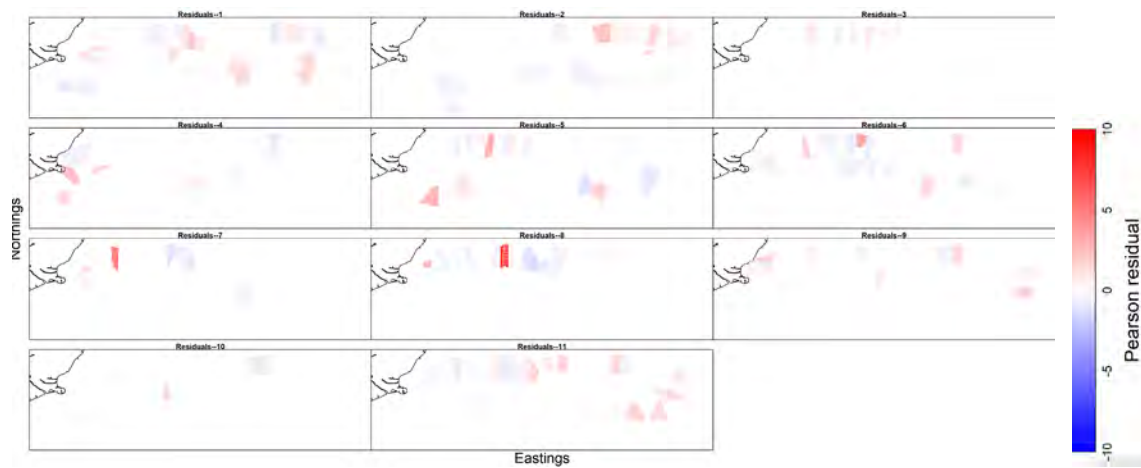 Residuals--1
Residuals--2
Residuals--3
Residuals--4
Residuals--5
Residuals--6
Residuals--7
Residuals--8
Residuals--9
Residuals--10
Residuals--11
Northings
Eastings
10
5
0
-5
-10
Pearson residual